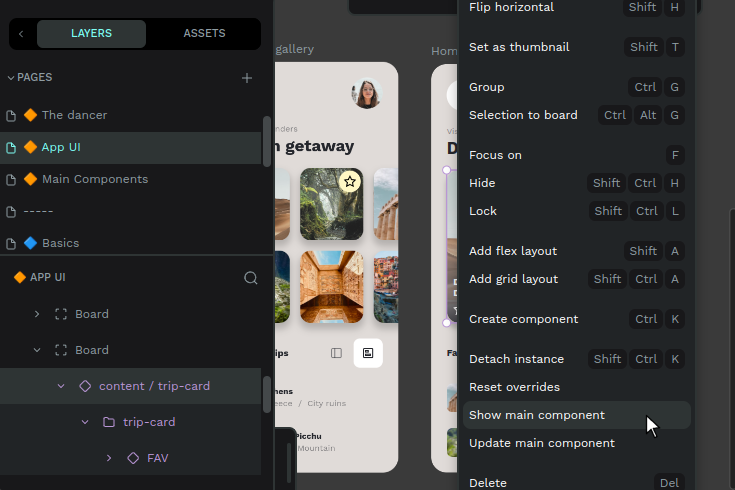 LAYERS
ASSETS
PAGES
The dancer
App UI
Main Components
-----
Basics
APP UI
Board
Board
content / trip-card
trip-card
FAV
gallery
n getaway
ips
City ruins
Picchu
Mountain
Hom
Vis
D
Fa
Flip horizontal Shift H
Set as thumbnail Shift T
Group Ctrl G
Selection to board Ctrl Alt G
Focus on F
Hide Shift Ctrl H
Lock Shift Ctrl L
Add flex layout Shift A
Add grid layout Shift Ctrl A
Create component Ctrl K
Detach instance Shift Ctrl K
Reset overrides
Show main component
Update main component
Delete Del